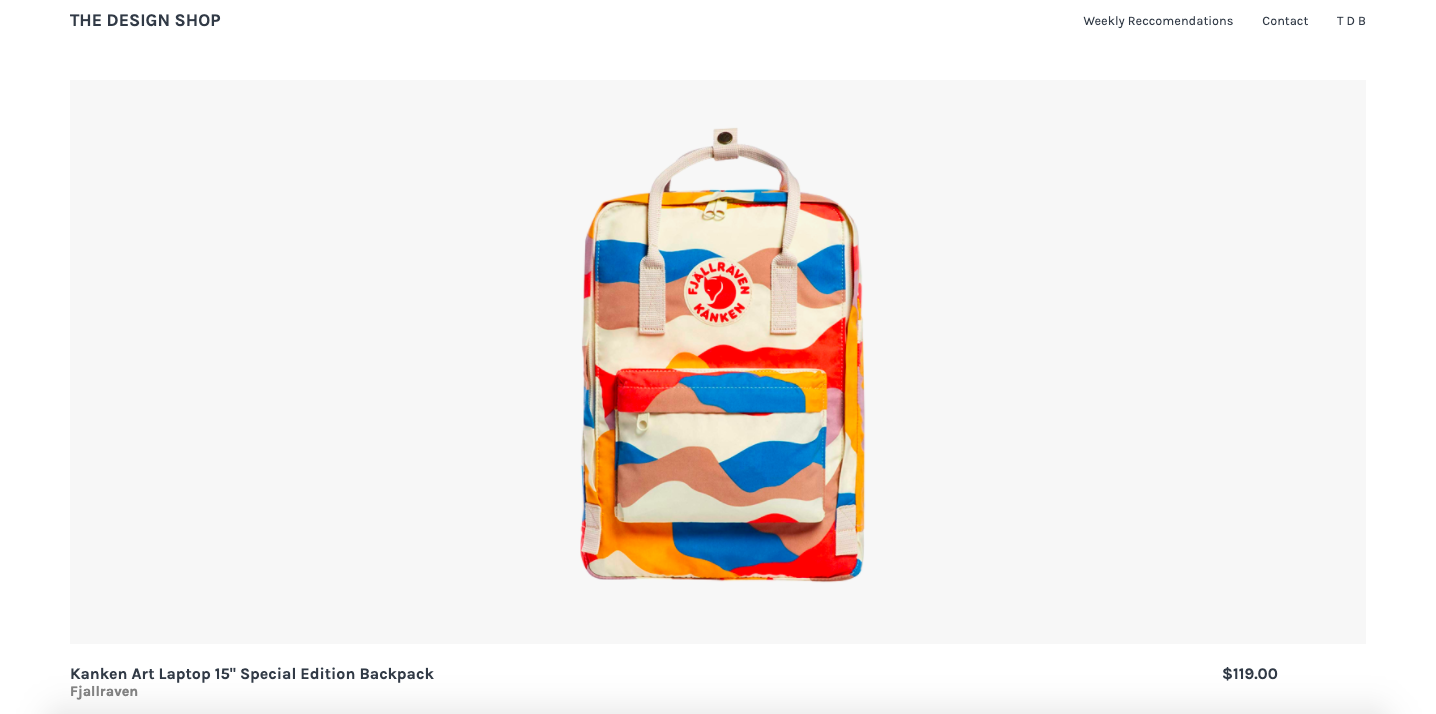 THE DESIGN SHOP
Weekly Reccomendations Contact T D B
FJÄLLRÄVEN
KÅNKEN
Kanken Art Laptop 15" Special Edition Backpack
$119.00
Fjallraven